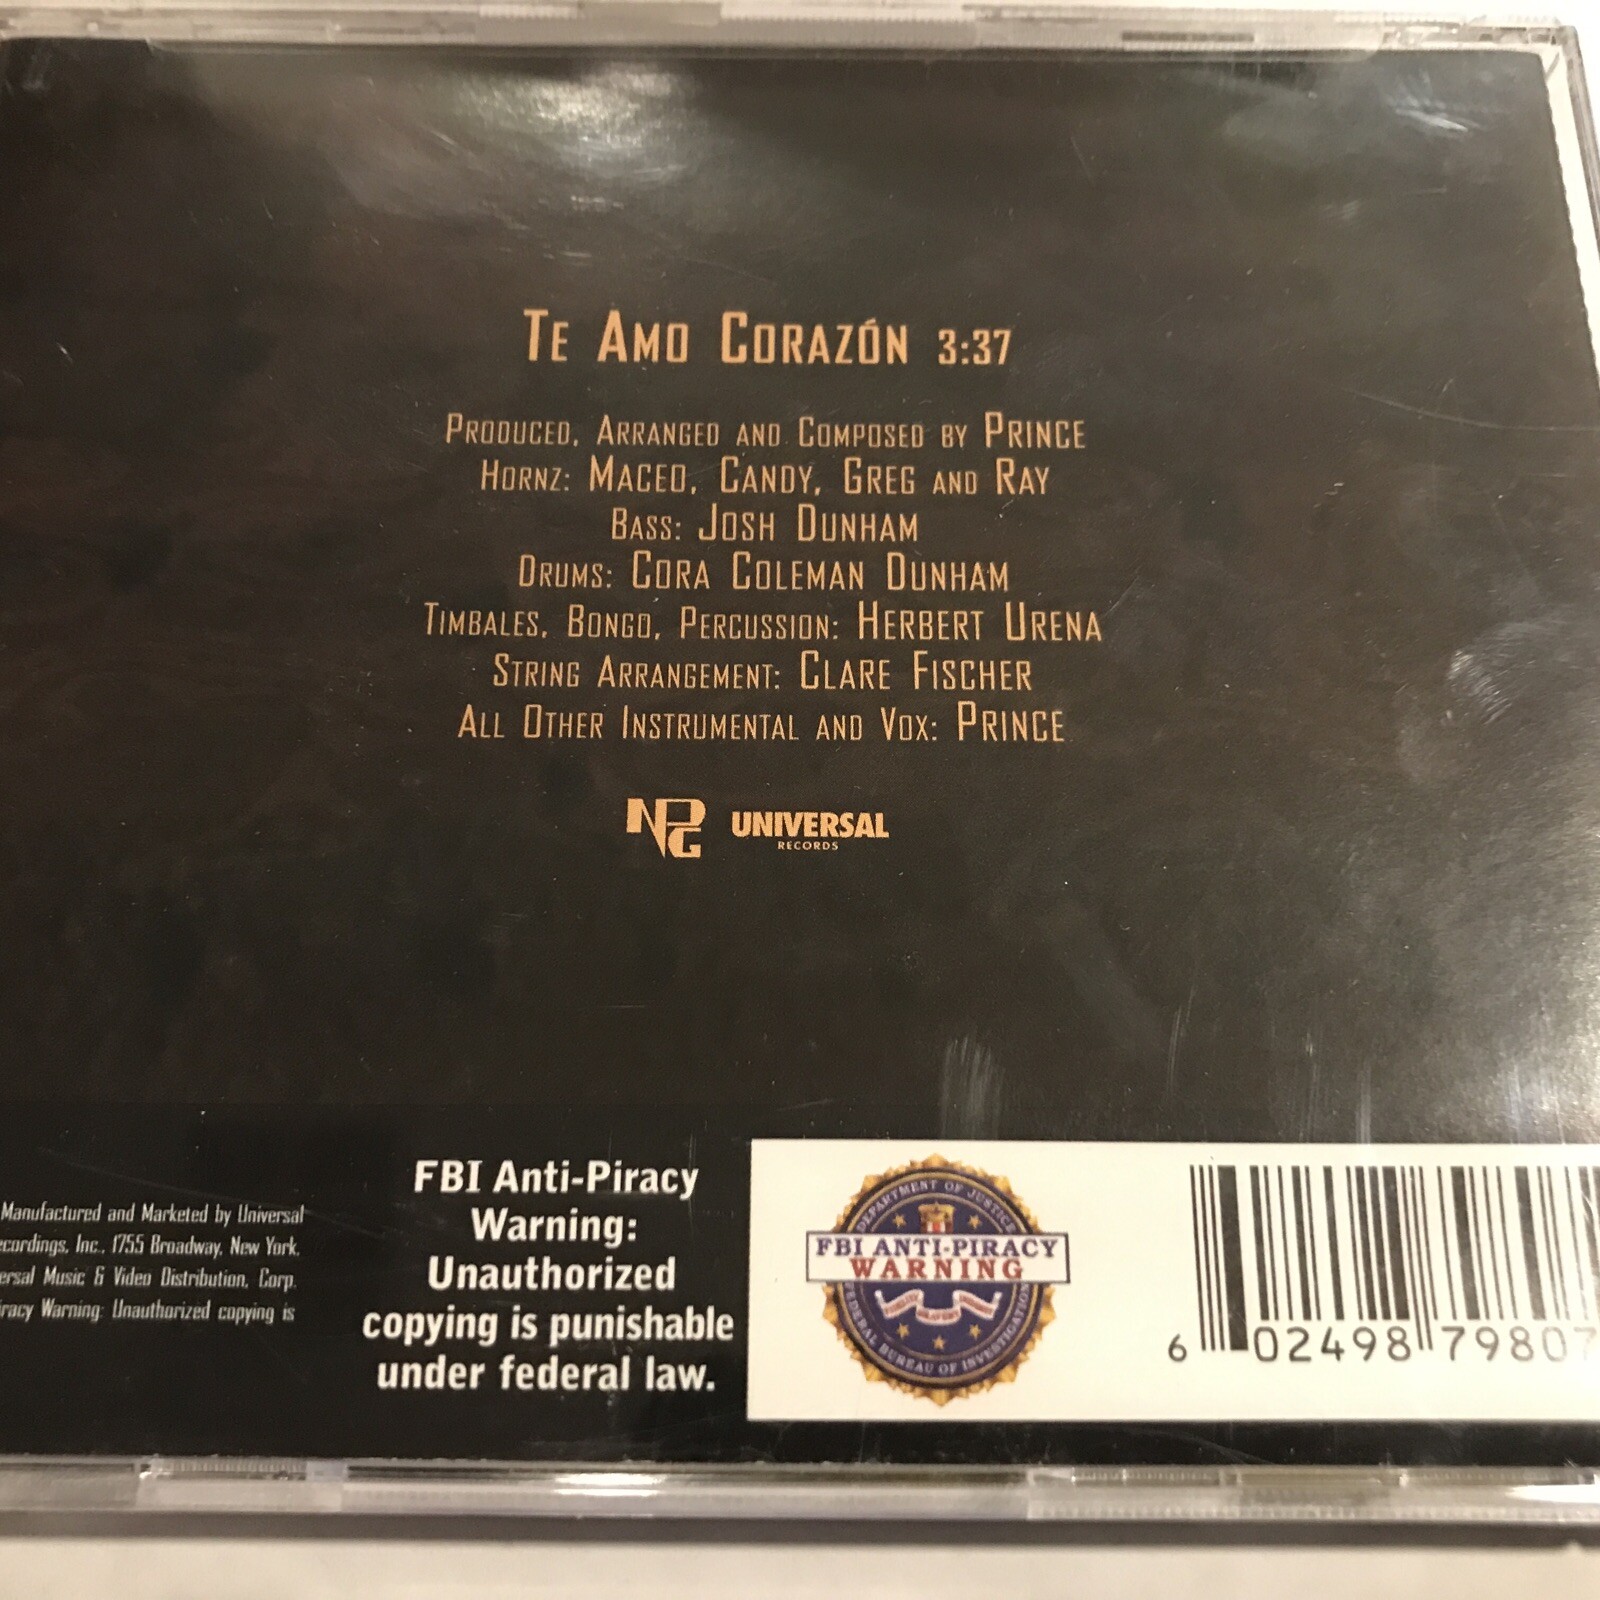 Te Amo Corazón 3:37
Produced, Arranged and Composed by Prince
Hornz: Maceo, Candy, Greg and Ray
Bass: Josh Dunham
Drums: Cora Coleman Dunham
Timbales, Bongo, Percussion: Herbert Urena
String Arrangement: Clare Fischer
All Other Instrumental and Vox: Prince
NPG UNIVERSAL
RECORDS
Manufactured and Marketed by Universal
ecordings, Inc., 1755 Broadway, New York,
ersal Music & Video Distribution, Corp.
iracy Warning: Unauthorized copying is
FBI Anti-Piracy
Warning:
Unauthorized
copying is punishable
under federal law.
DEPARTMENT OF JUSTICE
FBI ANTI-PIRACY
WARNING
FEDERAL BUREAU OF INVESTIGATION
6 02498 79807